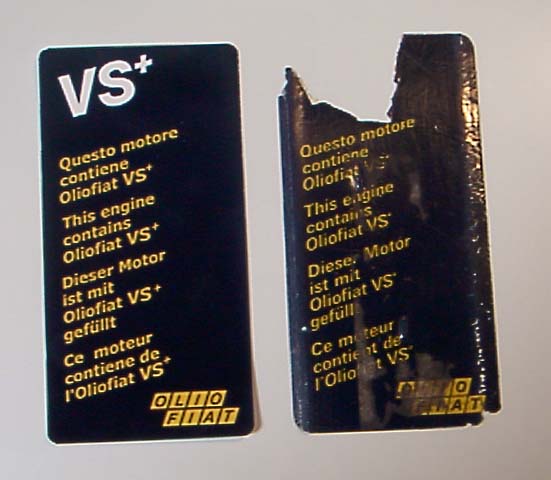 VS+
Questo motore
contiene
Oliofiat VS+
This engine
contains
Oliofiat VS+
Dieser Motor
ist mit
Oliofiat VS+
gefüllt
Ce moteur
contiene de
l'Oliofiat VS+
OLIO
FIAT
Questo motore
contiene
Oliofiat VS+
This engine
contains
Oliofiat VS+
Dieser Motor
ist mit
Oliofiat VS+
gefüllt
Ce moteur
contient de
l'Oliofiat VS+
OLIO
FIAT